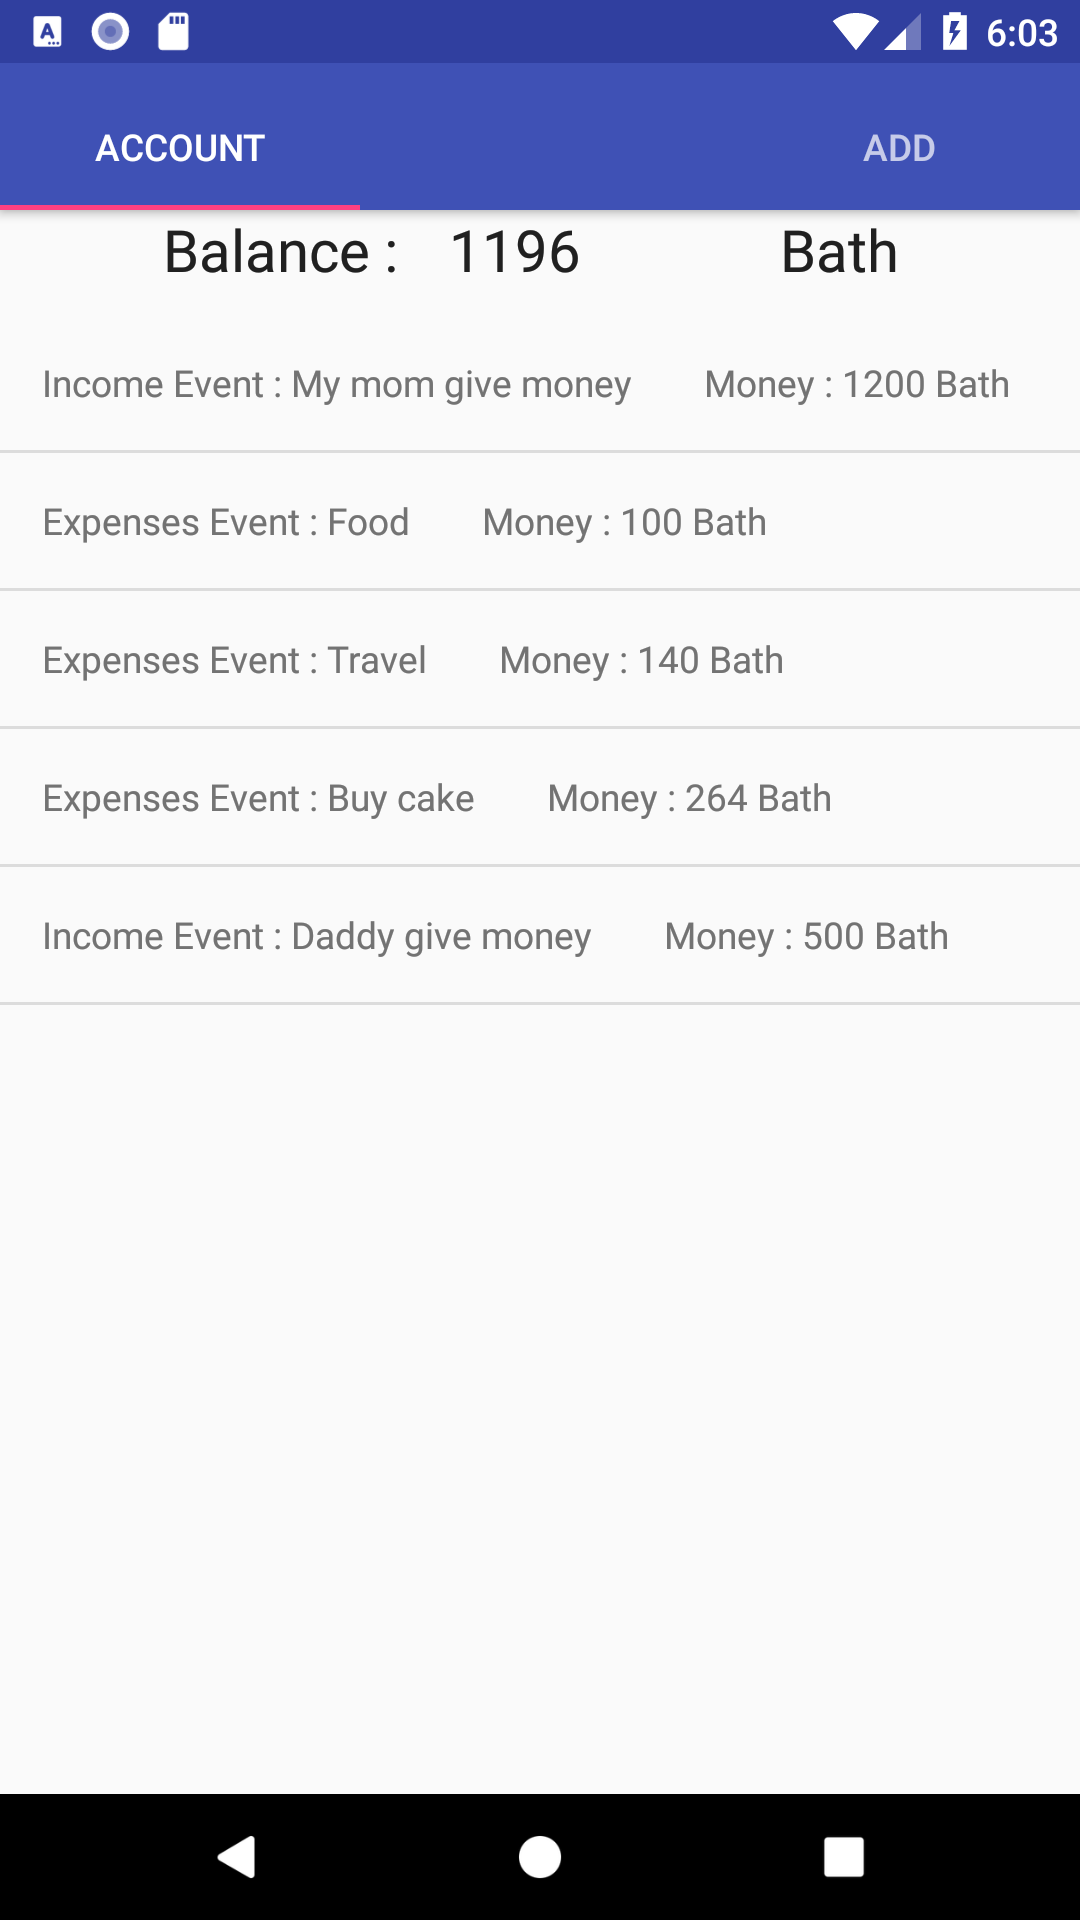 6:03
ACCOUNT ADD
Balance : 1196 Bath
Income Event : My mom give money Money : 1200 Bath
Expenses Event : Food Money : 100 Bath
Expenses Event : Travel Money : 140 Bath
Expenses Event : Buy cake Money : 264 Bath
Income Event : Daddy give money Money : 500 Bath